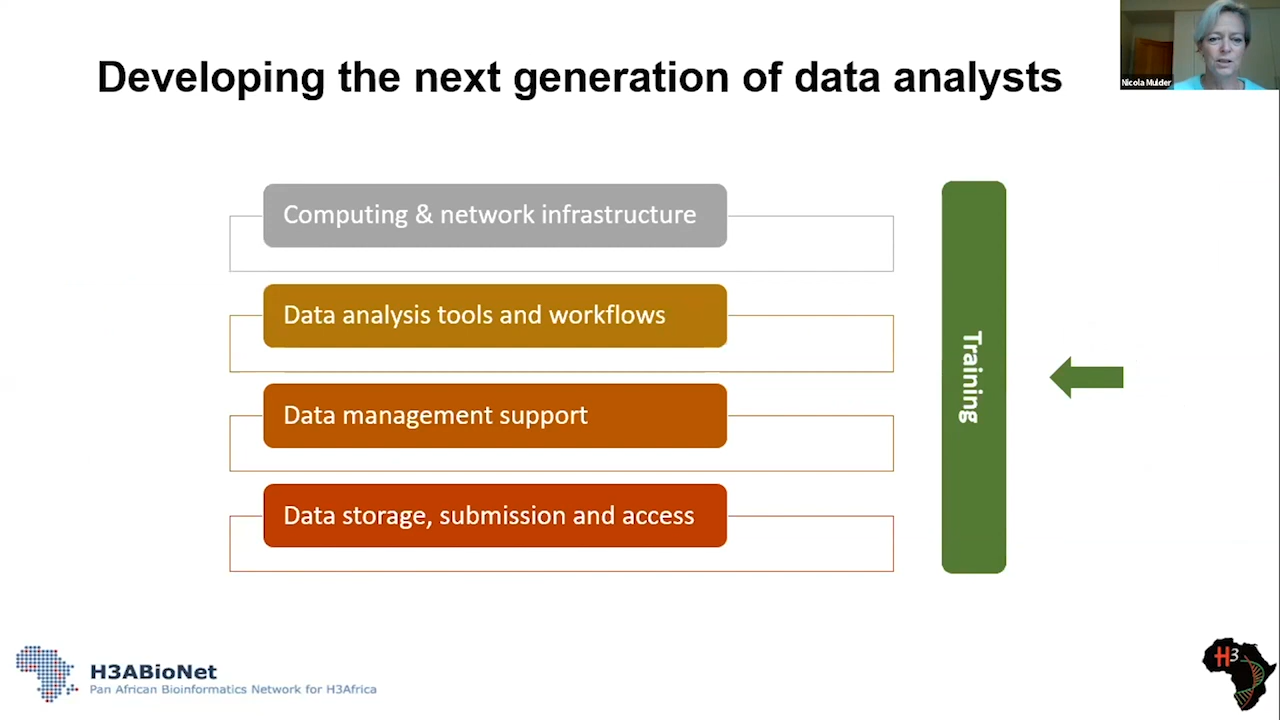 Developing the next generation of data analysts
Nicola Mulder
Computing & network infrastructure
Data analysis tools and workflows
Data management support
Data storage, submission and access
Training
H3ABioNet
Pan African Bioinformatics Network for H3Africa
H3